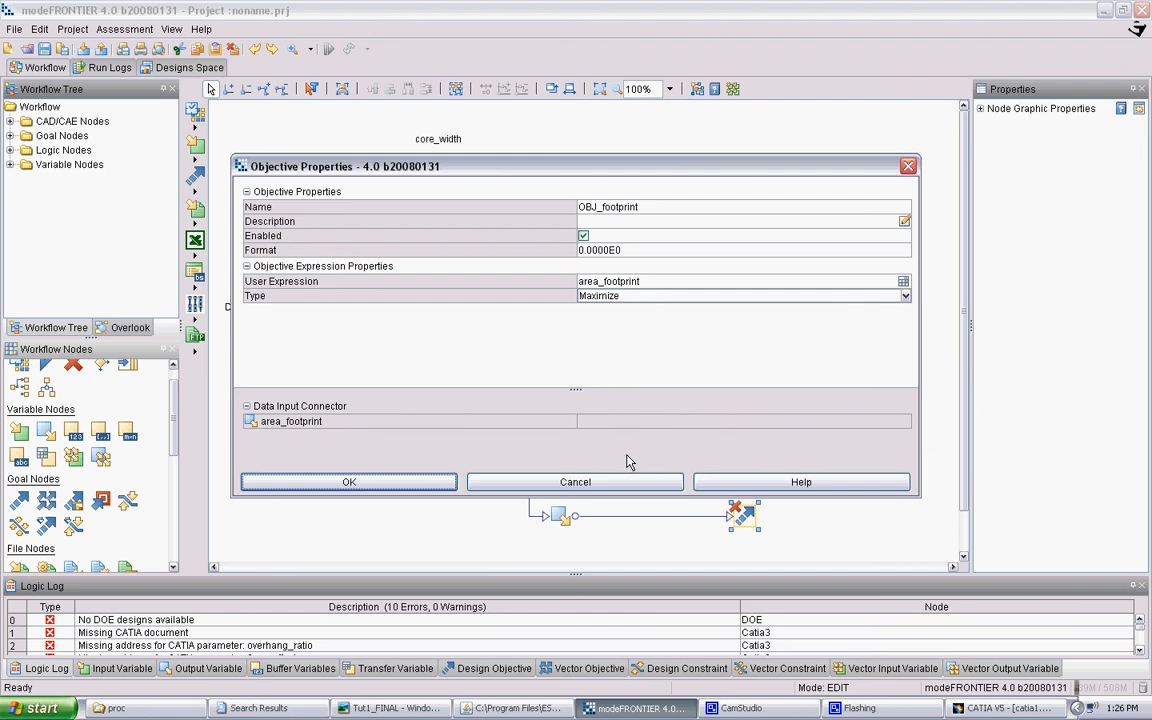 modeFRONTIER 4.0 b20080131 - Project :noname.prj
File Edit Project Assessment View Help
Workflow Run Logs Designs Space
Workflow Tree
100%
Properties
Workflow
CAD/CAE Nodes
Goal Nodes
Logic Nodes
Variable Nodes
Node Graphic Properties
core_width
Objective Properties - 4.0 b20080131
Objective Properties
Name OBJ_footprint
Description
Enabled
Format 0.0000E0
Objective Expression Properties
User Expression area_footprint
Type Maximize
Workflow Tree Overlook
Workflow Nodes
Variable Nodes
Goal Nodes
File Nodes
Data Input Connector
area_footprint
OK Cancel Help
Logic Log
Type Description (10 Errors, 0 Warnings) Node
0 No DOE designs available DOE
1 Missing CATIA document Catia3
2 Missing address for CATIA parameter: overhang_ratio Catia3
Logic Log Input Variable Output Variable Buffer Variables Transfer Variable Design Objective Vector Objective Design Constraint Vector Constraint Vector Input Variable Vector Output Variable
Ready Mode: EDIT modeFRONTIER 4.0 b20080131
start proc Search Results Tut1_FINAL - Micro... C:\Program Files\ES... modeFRONTIER 4.0... CamStudio Flashing CATIA V5 - [catia1.... 1:26 PM